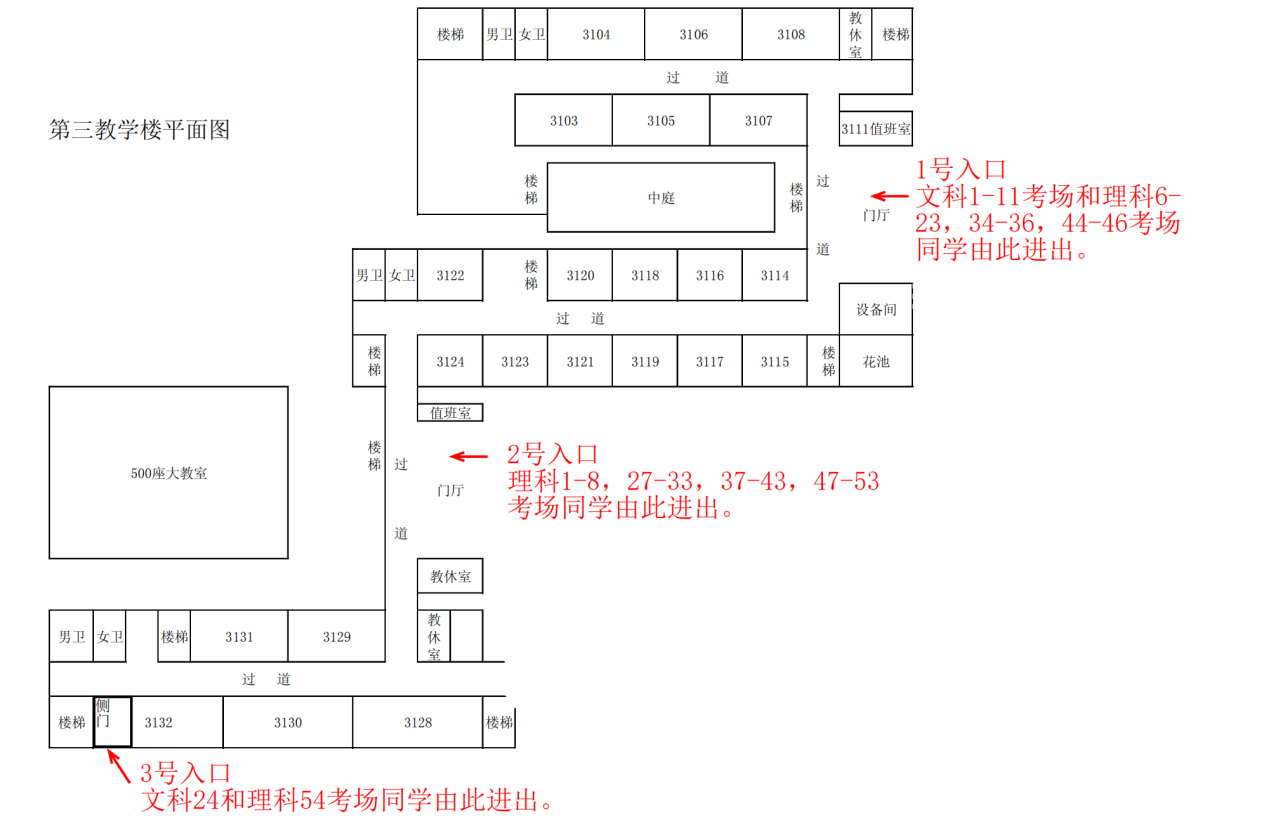 楼梯 男卫 女卫 3104 3106 3108 教休室 楼梯
过 道
第三教学楼平面图
3103 3105 3107 3111值班室
1号入口
文科1-11考场和理科6-
23，34-36，44-46考场
同学由此进出。
楼梯 中庭 楼梯 过
门厅
道
男卫 女卫 3122 楼梯 3120 3118 3116 3114
设备间
过 道
楼梯 3124 3123 3121 3119 3117 3115 楼梯 花池
值班室
2号入口
理科1-8，27-33，37-43，47-53
考场同学由此进出。
500座大教室 楼梯 过
门厅
道
教休室
男卫 女卫 楼梯 3131 3129 教休室
过 道
楼梯 侧门 3132 3130 3128 楼梯
3号入口
文科24和理科54考场同学由此进出。